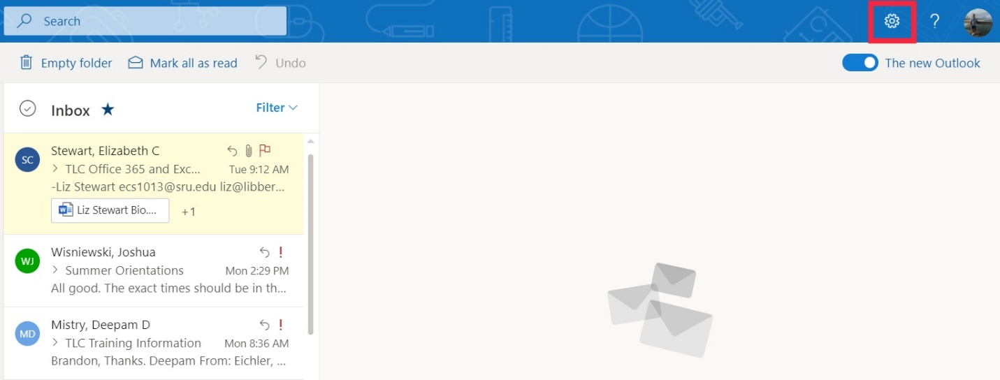 Search
?
Empty folder Mark all as read Undo
The new Outlook
Inbox
Filter
SC
Stewart, Elizabeth C
> TLC Office 365 and Exc... Tue 9:12 AM
-Liz Stewart ecs1013@sru.edu liz@libber...
Liz Stewart Bio.... +1
WJ
Wisniewski, Joshua !
> Summer Orientations Mon 2:29 PM
All good. The exact times should be in th...
MD
Mistry, Deepam D !
> TLC Training Information Mon 8:36 AM
Brandon, Thanks. Deepam From: Eichler, ...